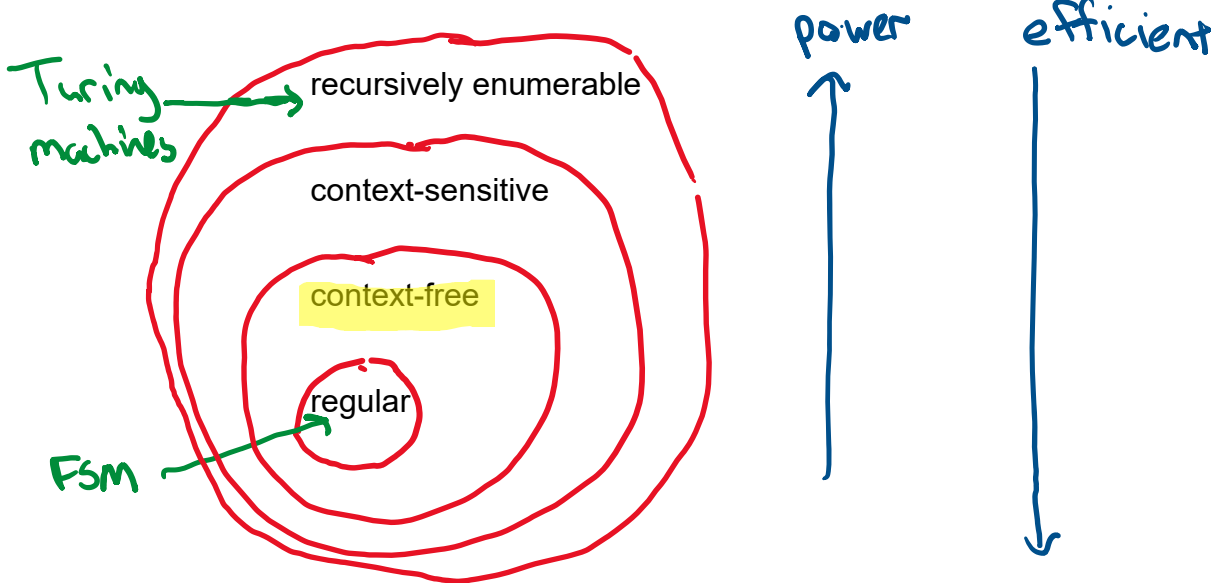 power
efficient
Turing
machines
recursively enumerable
context-sensitive
context-free
regular
FSM